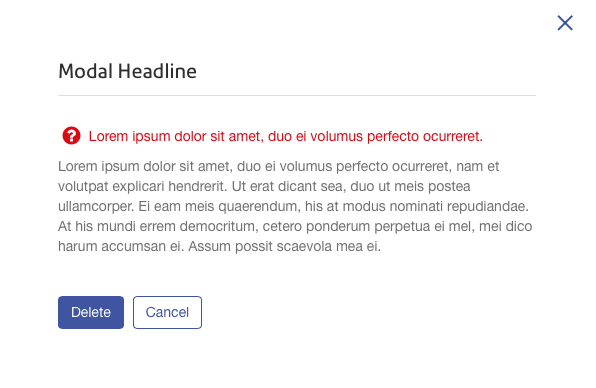 Modal Headline
Lorem ipsum dolor sit amet, duo ei volumus perfecto ocurreret.
Lorem ipsum dolor sit amet, duo ei volumus perfecto ocurreret, nam et
volutpat explicari hendrerit. Ut erat dicant sea, duo ut meis postea
ullamcorper. Ei eam meis quaerendum, his at modus nominati repudiandae.
At his mundi errem democritum, cetero ponderum perpetua ei mel, mei dico
harum accumsan ei. Assum possit scaevola mea ei.
Delete Cancel